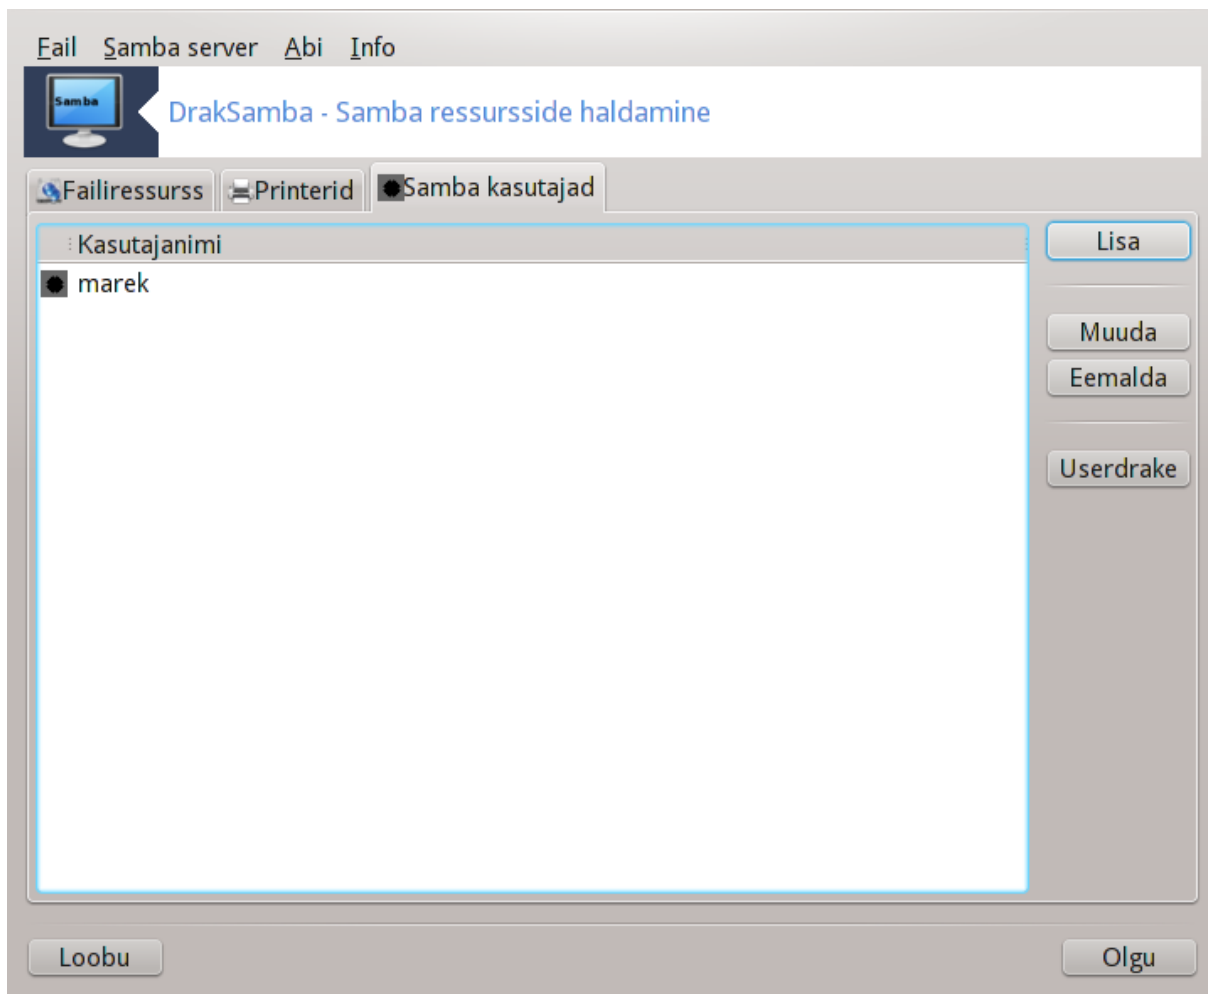 Fail Samba server Abi Info
Samba
DrakSamba - Samba ressursside haldamine
Failiressurss Printerid Samba kasutajad
Kasutajanimi
marek
Lisa
Muuda
Eemalda
Userdrake
Loobu Olgu